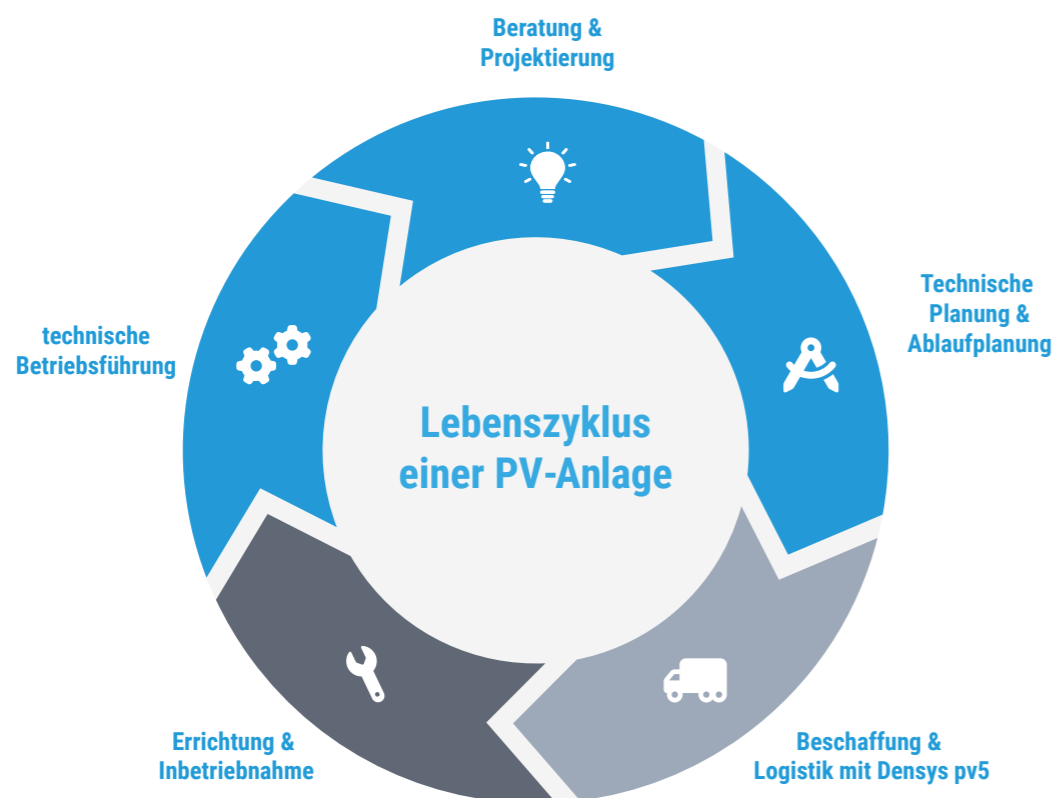 Beratung &
Projektierung
Technische
Planung &
Ablaufplanung
technische
Betriebsführung
Lebenszyklus
einer PV-Anlage
Errichtung &
Inbetriebnahme
Beschaffung &
Logistik mit Densys pv5